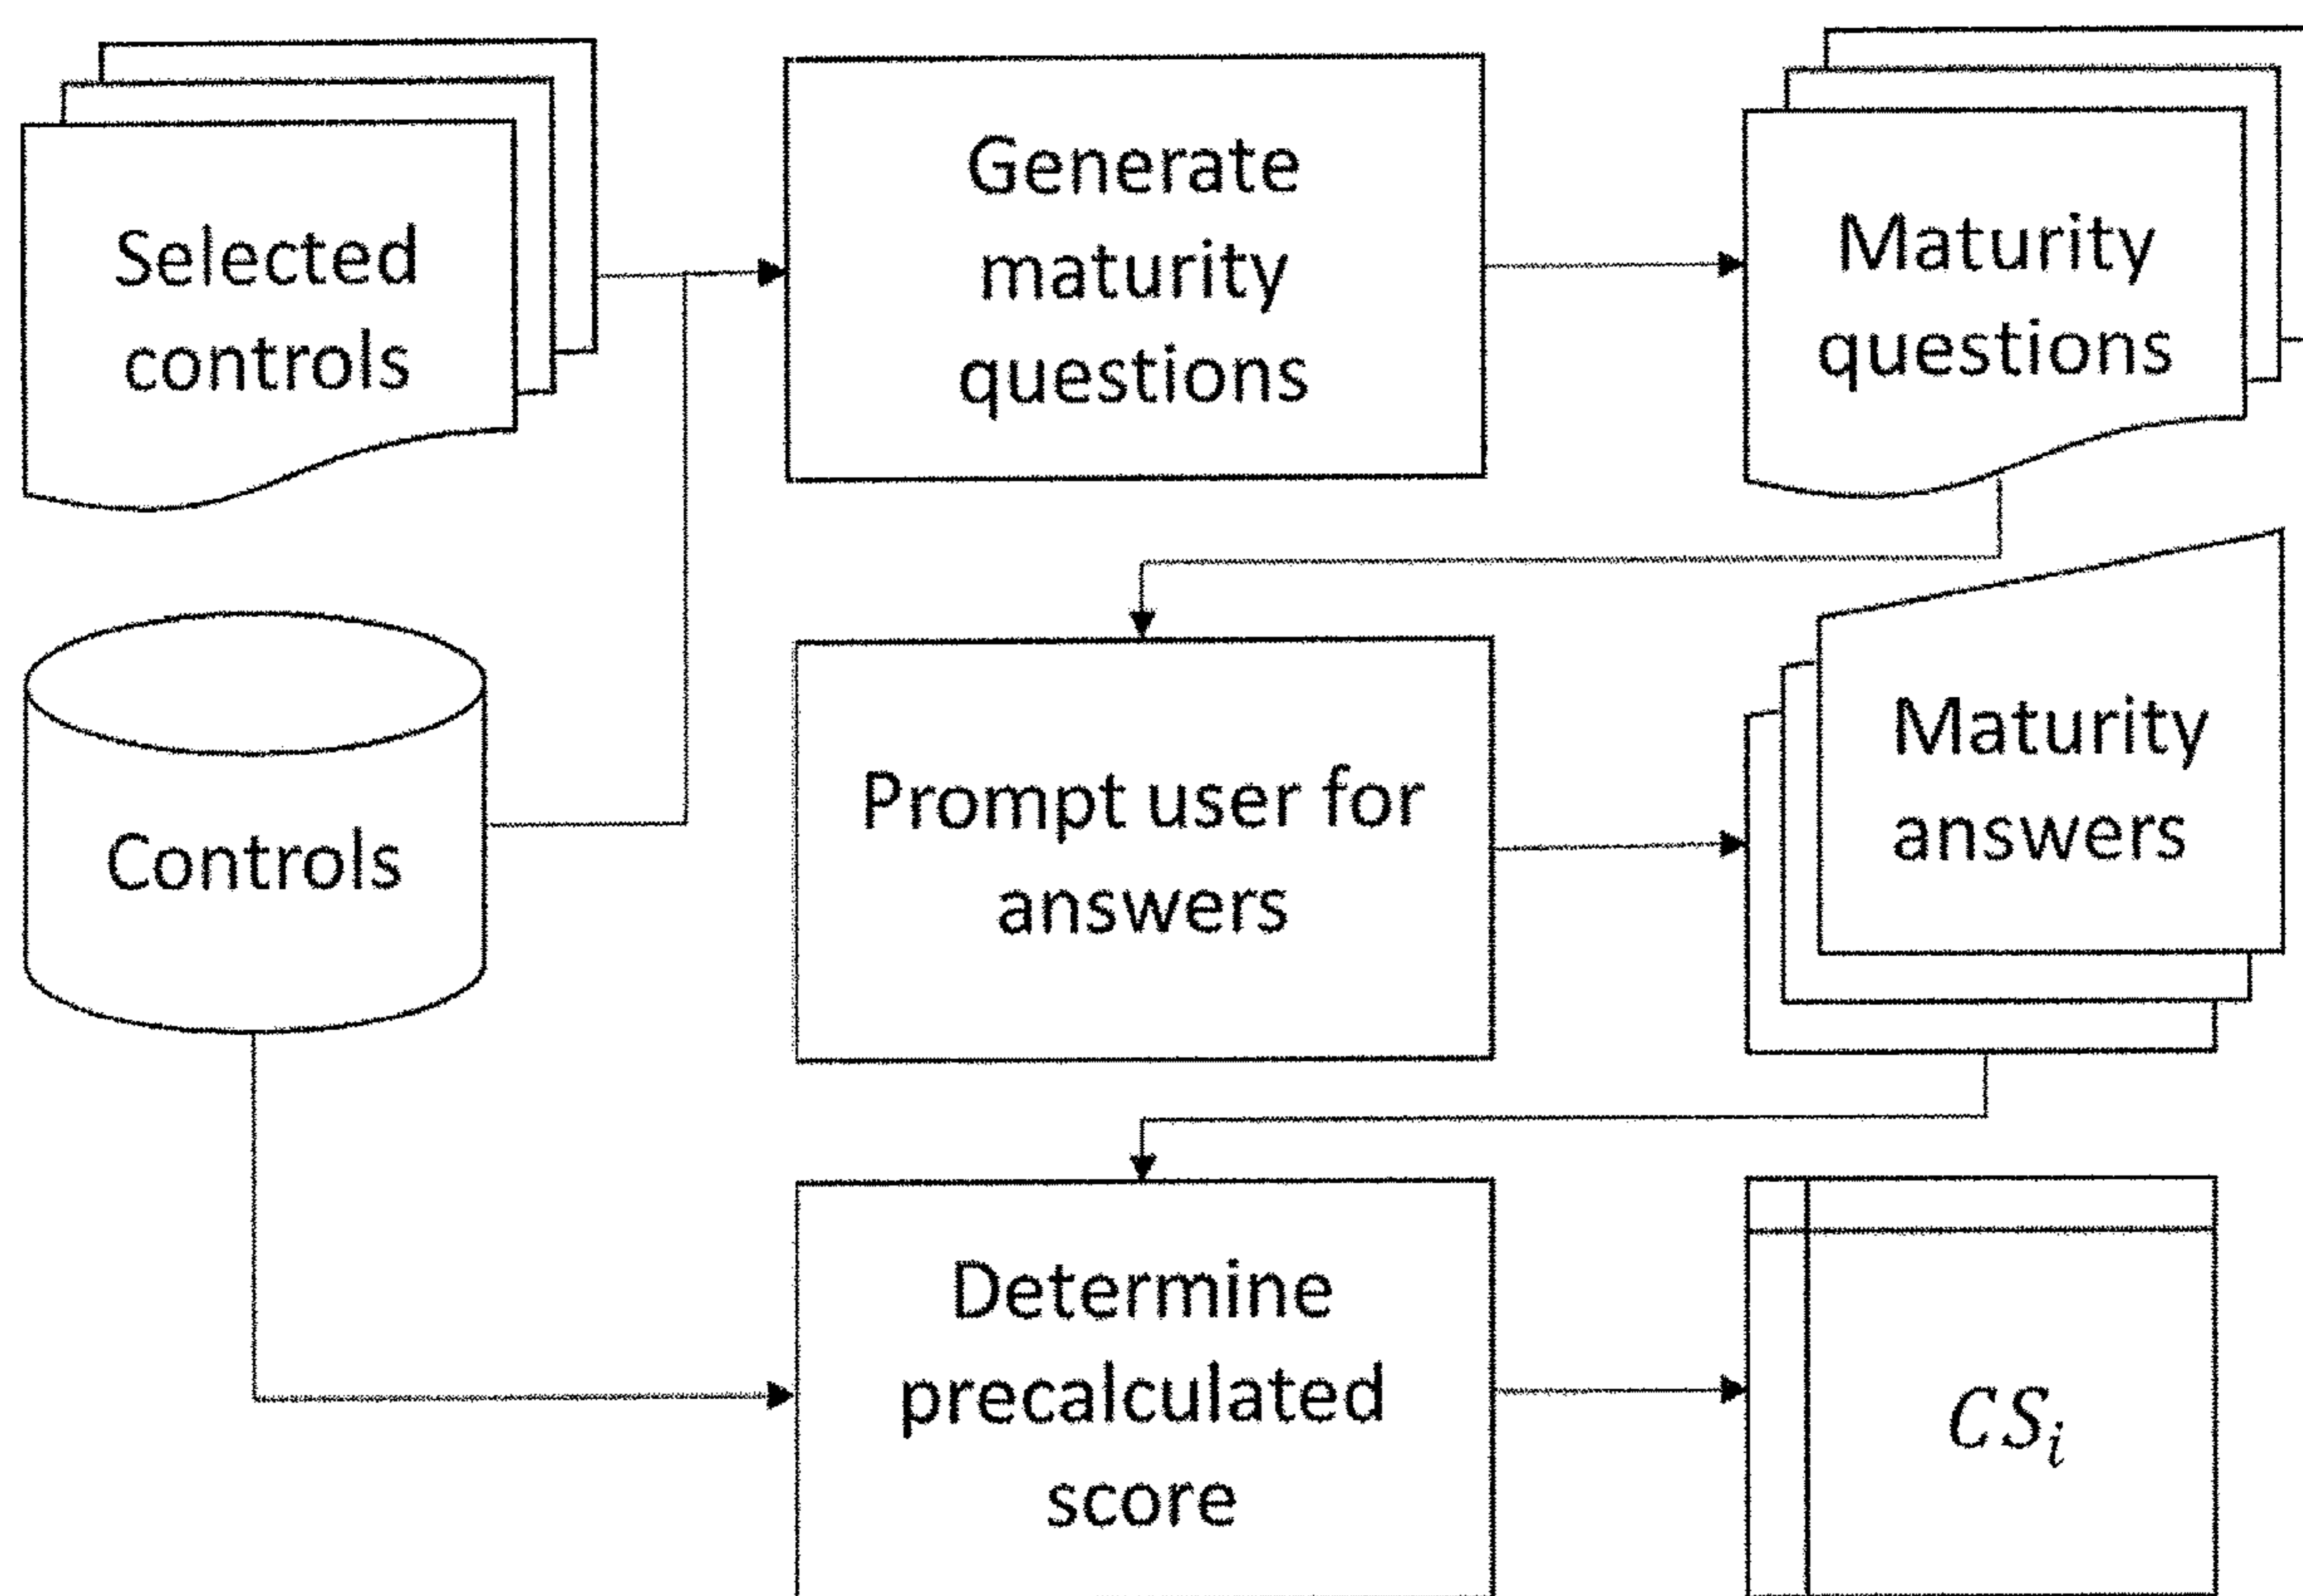 Selected
controls
Generate
maturity
questions
Maturity
questions
Controls
Prompt user for
answers
Maturity
answers
Determine
precalculated
score
CSᵢ